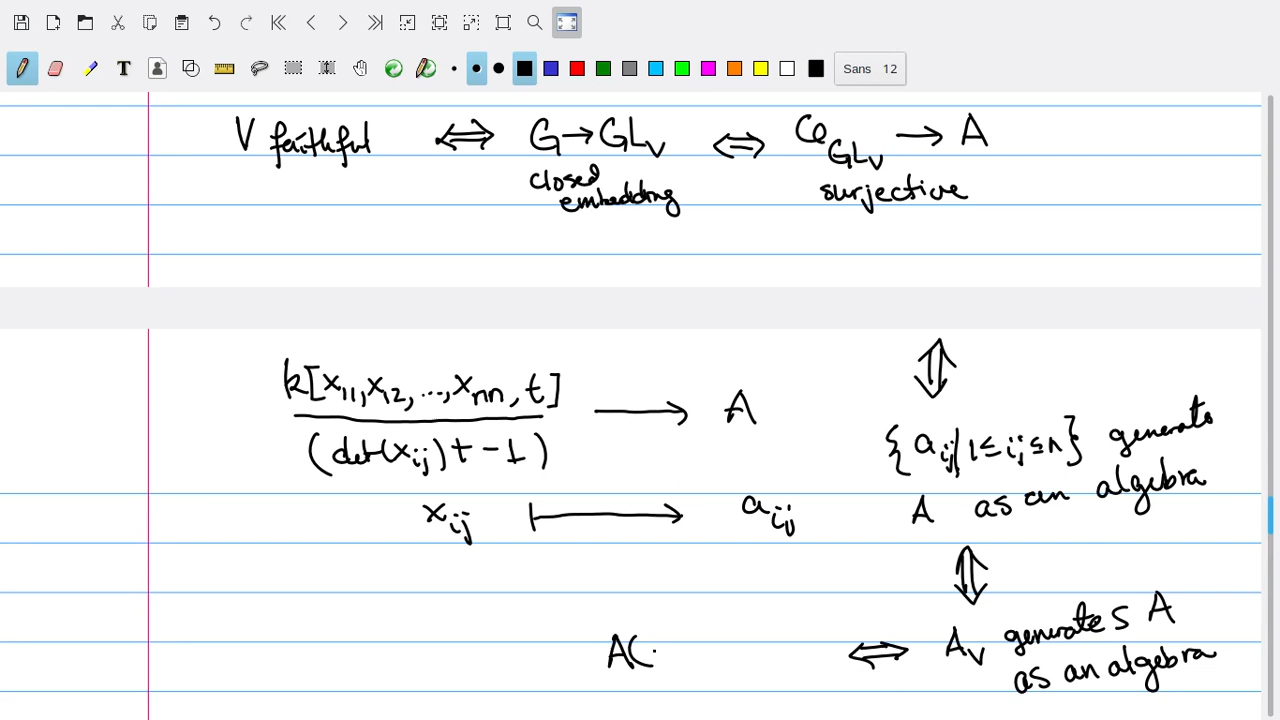 Sans 12
V faithful ⟺ G → GL_V ⟺ O_{GL_V} → A
closed embedding surjective
k[x_{11}, x_{12}, ..., x_{nn}, t] / (det(x_{ij}) t - 1) → A
{a_{ij} | 1 ≤ i,j ≤ n} generate
A as an algebra
x_{ij} ⟼ a_{ij}
A( ⟺ A_V generates A
as an algebra